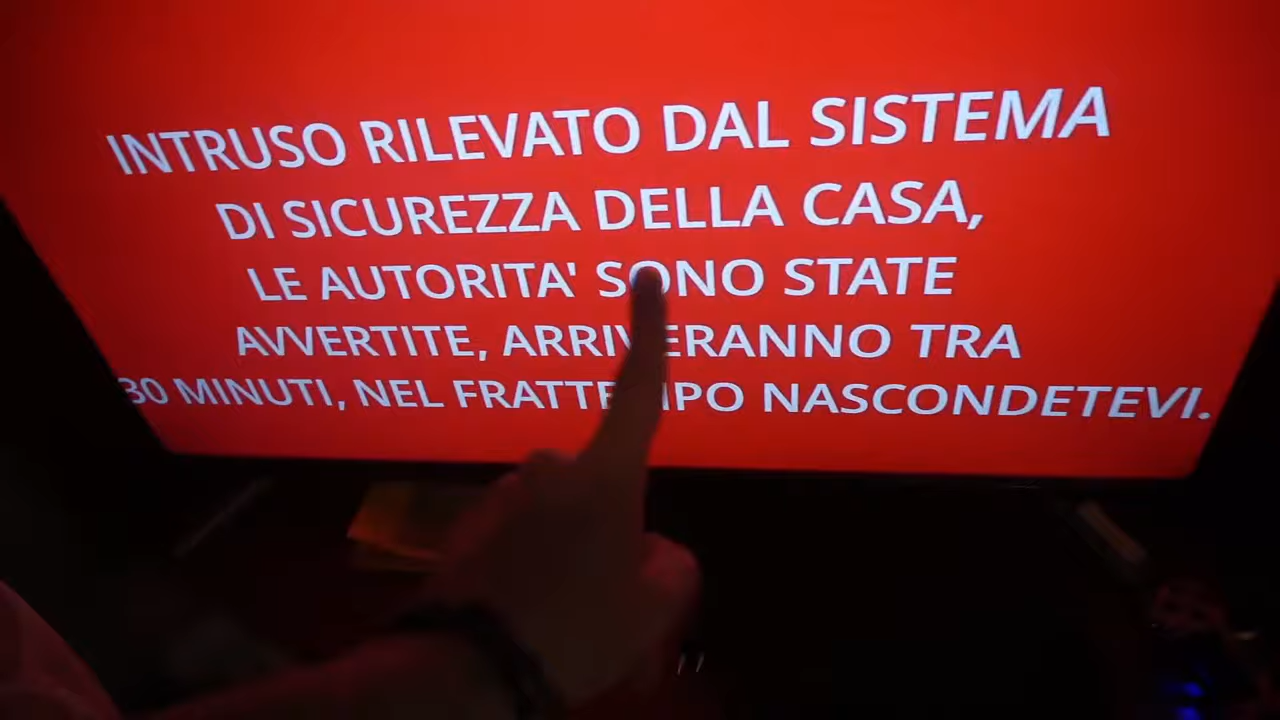 INTRUSO RILEVATO DAL SISTEMA
DI SICUREZZA DELLA CASA,
LE AUTORITA' SONO STATE
AVVERTITE, ARRIVERANNO TRA
30 MINUTI, NEL FRATTEMPO NASCONDETEVI.